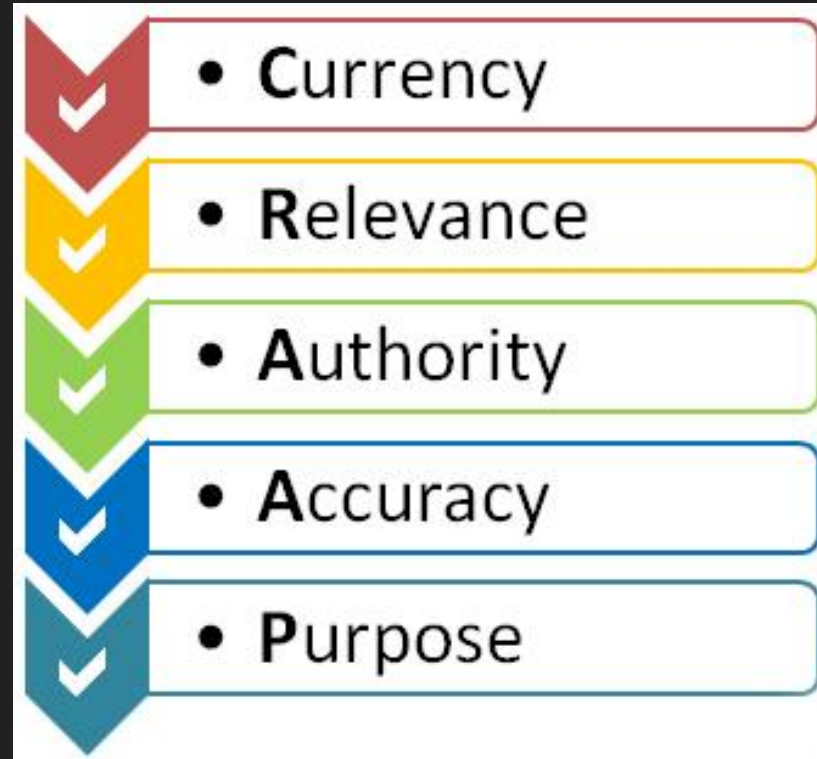 • Currency
• Relevance
• Authority
• Accuracy
• Purpose